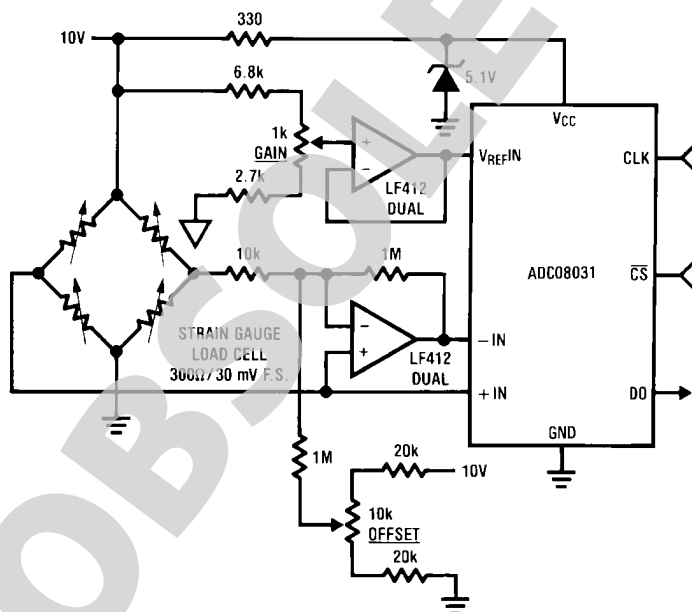 330
10V
5.1V
6.8k
VCC
1k
GAIN
VREFIN
CLK
LF412
DUAL
2.7k
10k
1M
ADC08031
CS
STRAIN GAUGE
LOAD CELL
300Ω/30 mV F.S.
LF412
DUAL
−IN
+IN
DO
GND
1M
20k
10V
10k
OFFSET
20k
+
−
−
+
OBSOLETE